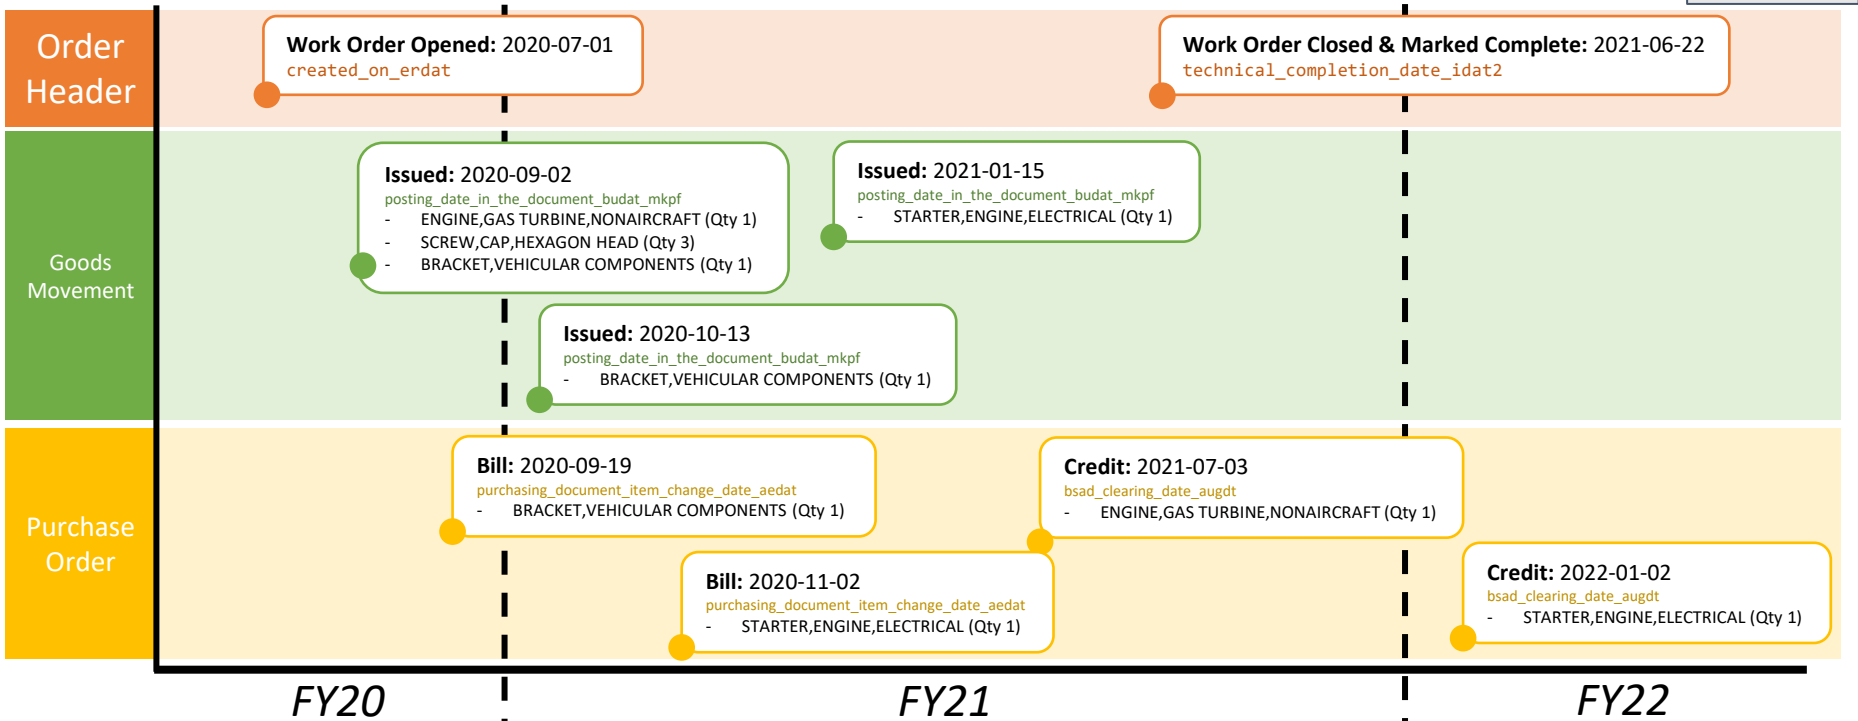 Order
Header
Work Order Opened: 2020-07-01
created_on_erdat
Work Order Closed & Marked Complete: 2021-06-22
technical_completion_date_idat2
Goods
Movement
Issued: 2020-09-02
posting_date_in_the_document_budat_mkpf
- ENGINE,GAS TURBINE,NONAIRCRAFT (Qty 1)
- SCREW,CAP,HEXAGON HEAD (Qty 3)
- BRACKET,VEHICULAR COMPONENTS (Qty 1)
Issued: 2021-01-15
posting_date_in_the_document_budat_mkpf
- STARTER,ENGINE,ELECTRICAL (Qty 1)
Issued: 2020-10-13
posting_date_in_the_document_budat_mkpf
- BRACKET,VEHICULAR COMPONENTS (Qty 1)
Purchase
Order
Bill: 2020-09-19
purchasing_document_item_change_date_aedat
- BRACKET,VEHICULAR COMPONENTS (Qty 1)
Credit: 2021-07-03
bsad_clearing_date_augdt
- ENGINE,GAS TURBINE,NONAIRCRAFT (Qty 1)
Bill: 2020-11-02
purchasing_document_item_change_date_aedat
- STARTER,ENGINE,ELECTRICAL (Qty 1)
Credit: 2022-01-02
bsad_clearing_date_augdt
- STARTER,ENGINE,ELECTRICAL (Qty 1)
FY20
FY21
FY22